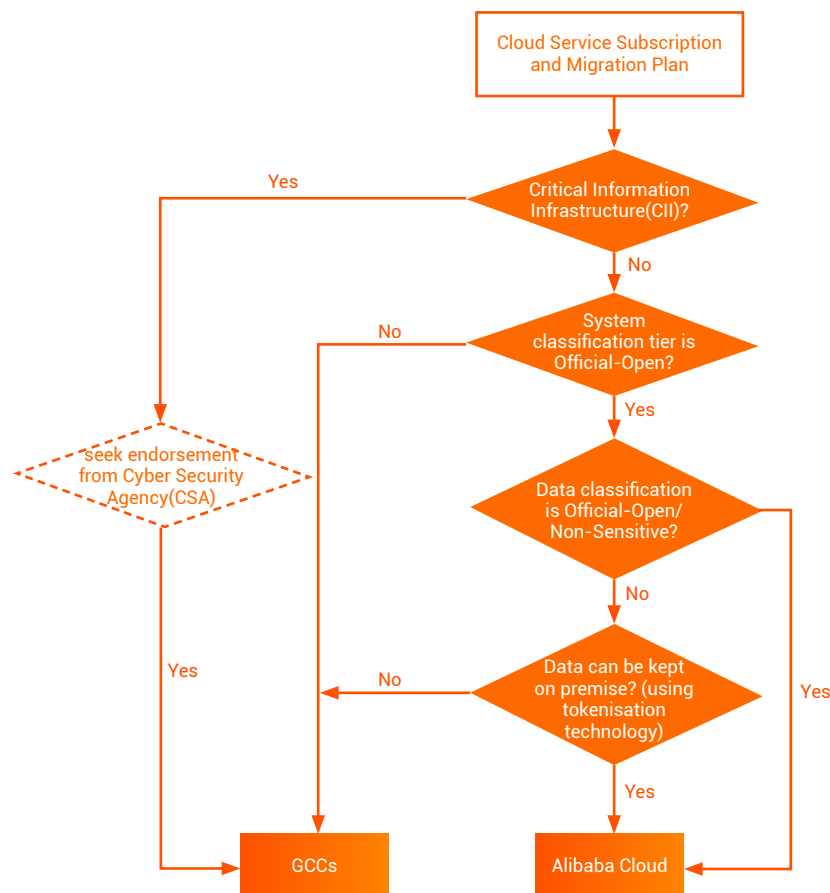 Cloud Service Subscription
and Migration Plan
Yes
Critical Information
Infrastructure(CII)?
No
No
System
classification tier is
Official-Open?
Yes
seek endorsement
from Cyber Security
Agency(CSA)
Data classification
is Official-Open/
Non-Sensitive?
No
Yes
No
Data can be kept
on premise? (using
tokenisation
technology)
Yes
Yes
GCCs
Alibaba Cloud